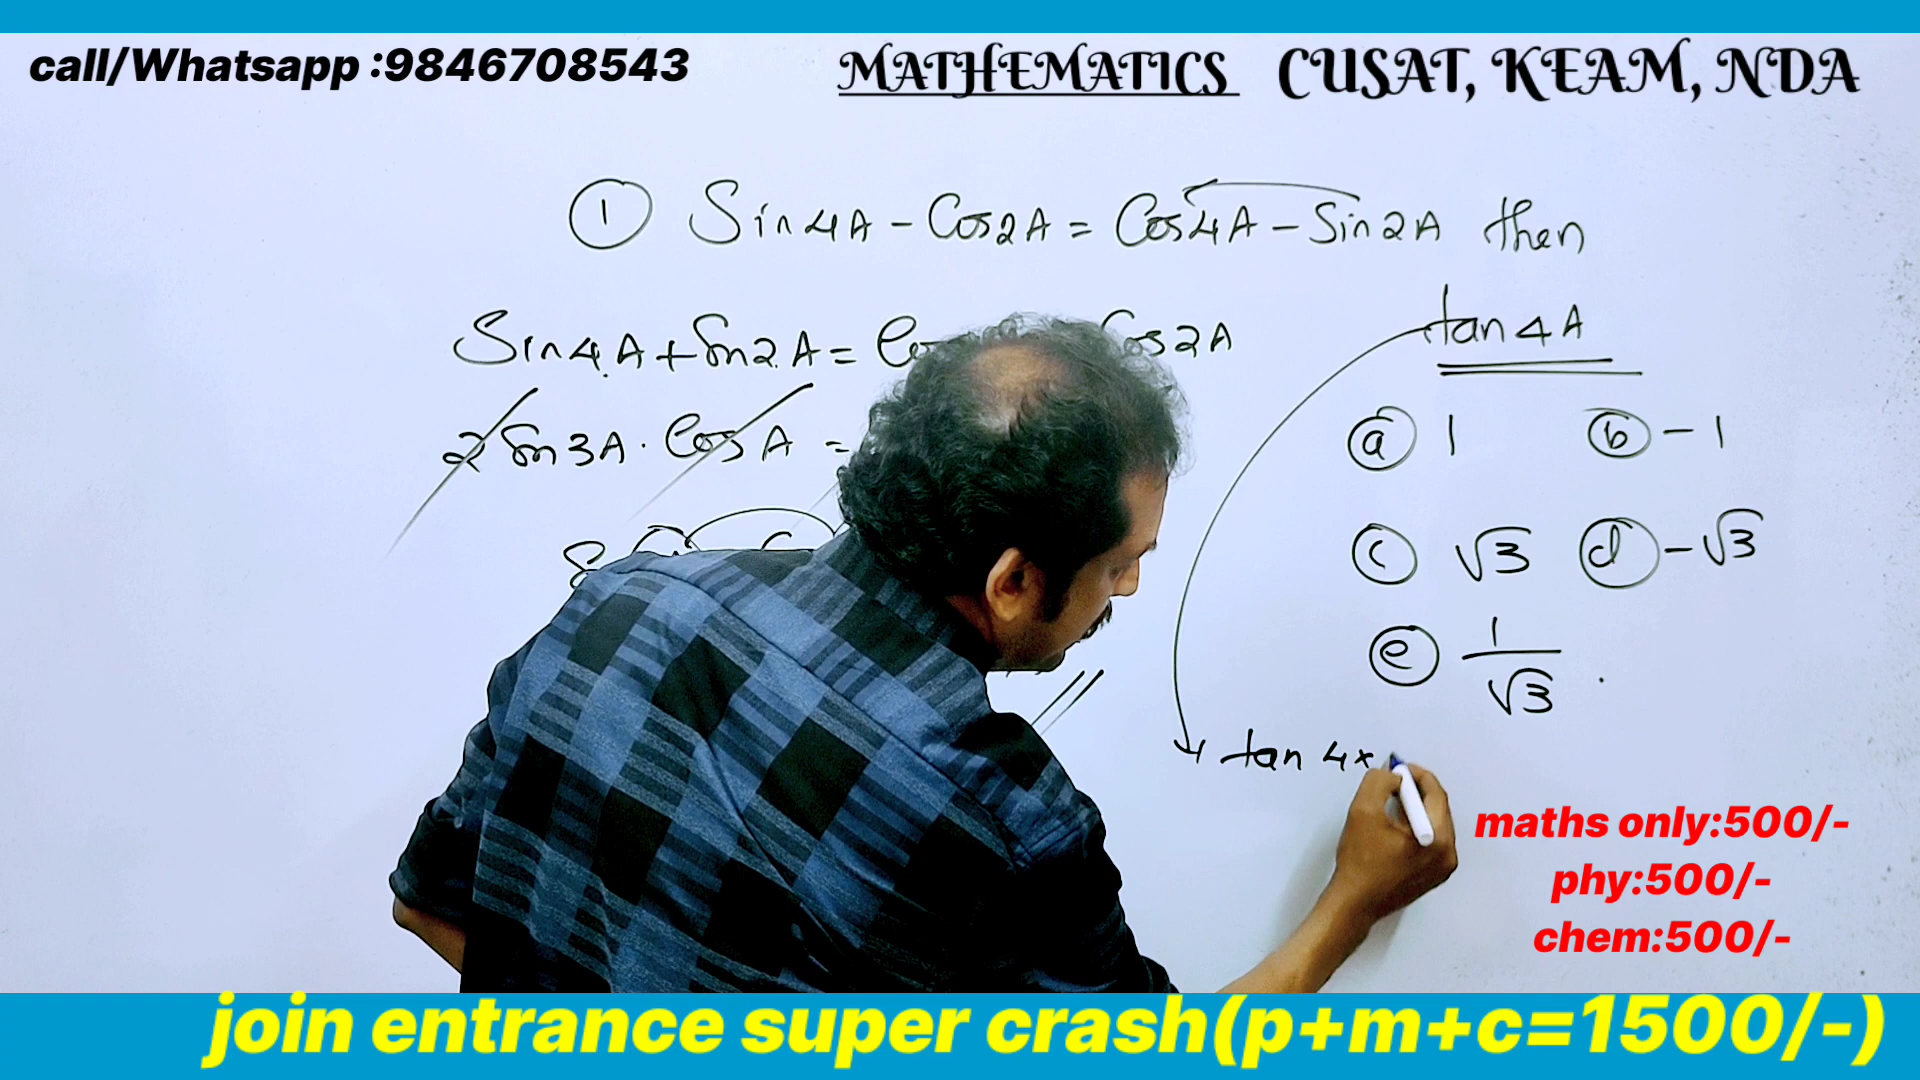 call/Whatsapp :9846708543
MATHEMATICS CUSAT, KEAM, NDA
① Sin4A - Cos2A = Cos4A - Sin2A then
tan4A
Sin4A + Sin2A = Cos2A
2 Sin3A . Cos A =
ⓐ 1 ⓑ -1
ⓒ √3 ⓓ -√3
ⓔ 1/√3 .
tan 4x
maths only:500/-
phy:500/-
chem:500/-
join entrance super crash(p+m+c=1500/-)